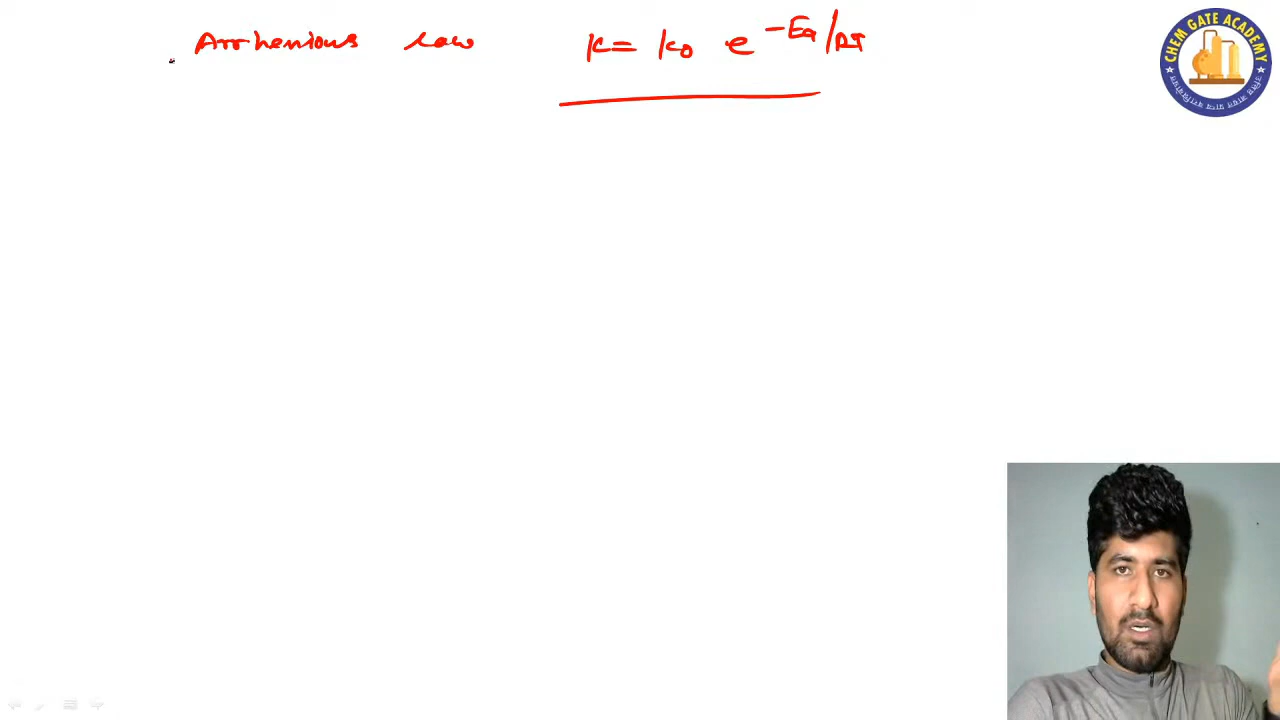 Arrhenious law K = k0 e^-Ea/RT
CHEM GATE ACADEMY